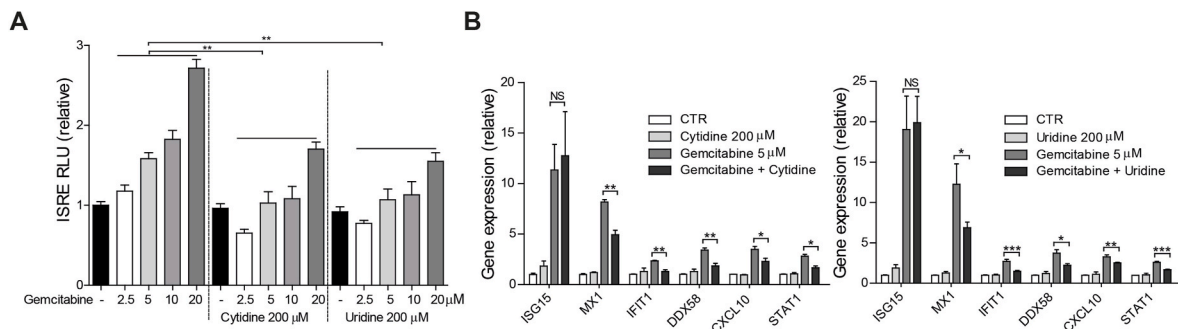 A
ISRE RLU (relative)
3
2
1
0
**
**
Gemcitabine - 2.5 5 10 20 - 2.5 5 10 20 - 2.5 5 10 20 μM
Cytidine 200 μM Uridine 200 μM
B
Gene expression (relative)
20
15
10
5
0
NS
**
**
**
*
*
CTR
Cytidine 200 μM
Gemcitabine 5 μM
Gemcitabine + Cytidine
ISG15 MX1 IFIT1 DDX58 CXCL10 STAT1
Gene expression (relative)
25
20
15
10
5
0
NS
*
***
*
**
***
CTR
Uridine 200 μM
Gemcitabine 5 μM
Gemcitabine + Uridine
ISG15 MX1 IFIT1 DDX58 CXCL10 STAT1